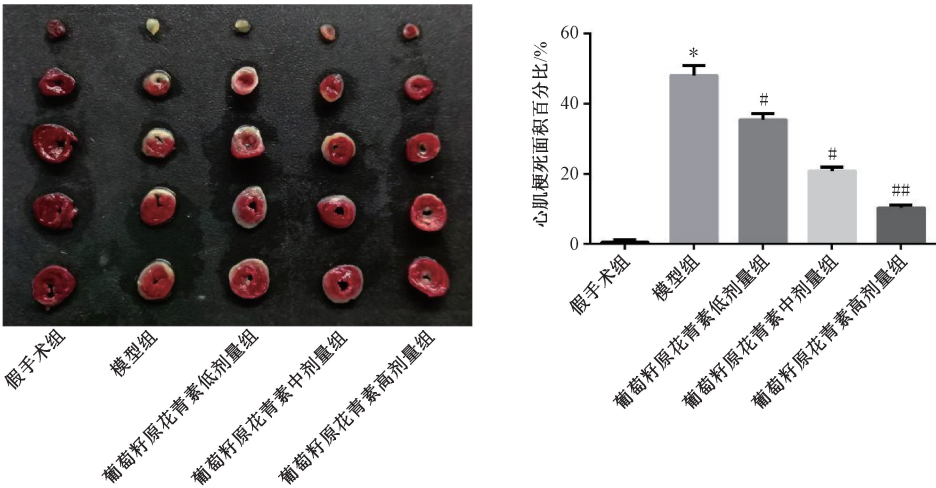 假手术组
模型组
葡萄籽原花青素低剂量组
葡萄籽原花青素中剂量组
葡萄籽原花青素高剂量组
心肌梗死面积百分比/%
60
40
20
0
*
#
#
##
假手术组
模型组
葡萄籽原花青素低剂量组
葡萄籽原花青素中剂量组
葡萄籽原花青素高剂量组